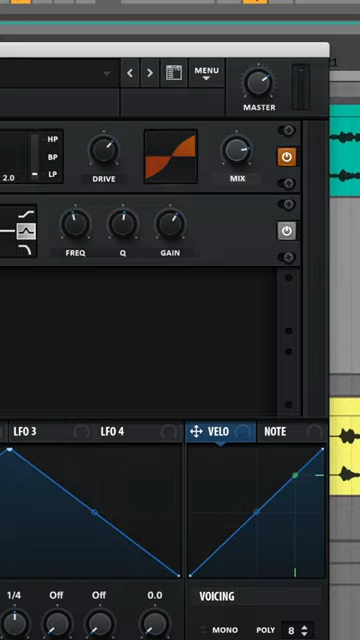 21
MENU
MASTER
HP
BP
LP
2.0
DRIVE
MIX
FREQ
Q
GAIN
LFO 3
LFO 4
VELO
NOTE
1/4
Off
Off
0.0
VOICING
MONO
POLY
8